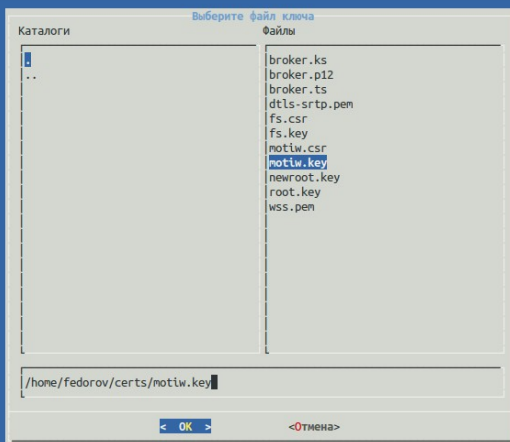 Выберите файл ключа
Каталоги
Файлы
.
..
broker.ks
broker.p12
broker.ts
dtls-srtp.pem
fs.csr
fs.key
motiw.csr
motiw.key
newroot.key
root.key
wss.pem
/home/fedorov/certs/motiw.key
< OK >
<Отмена>